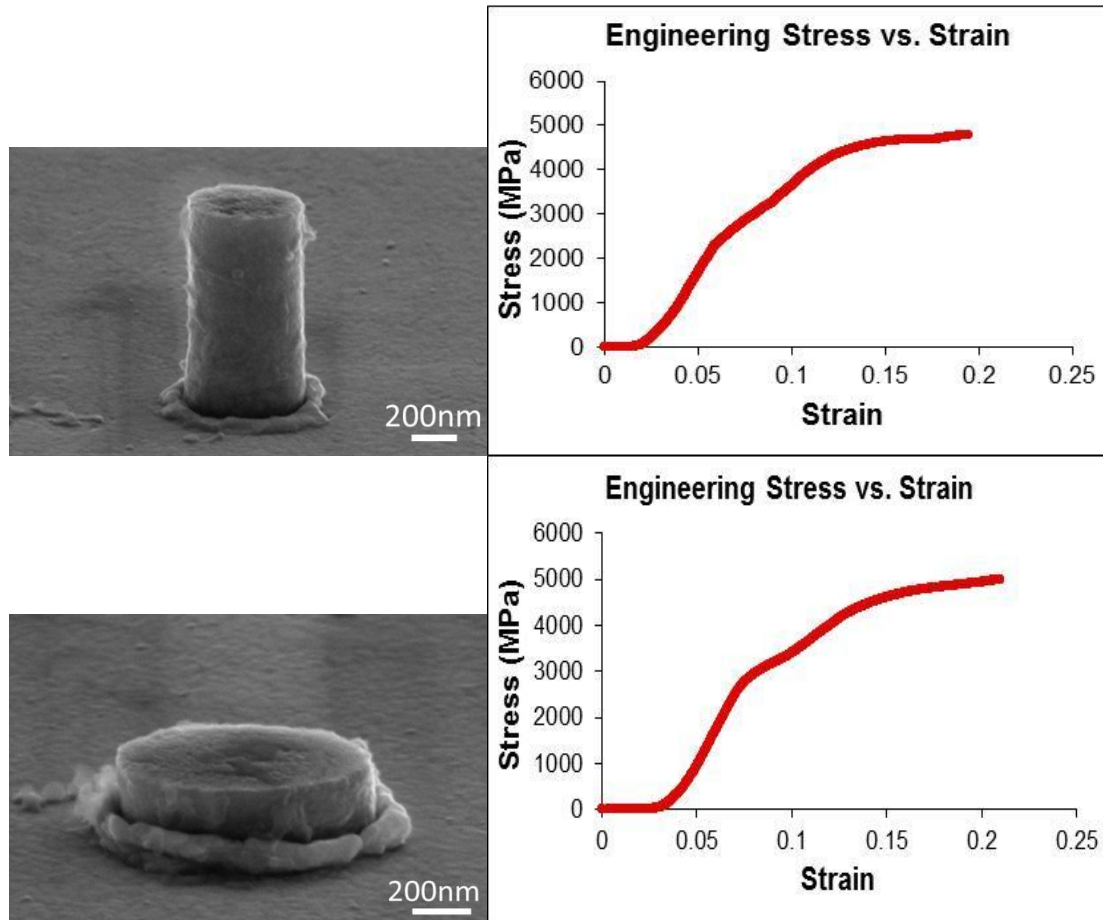 Engineering Stress vs. Strain
Stress (MPa)
6000
5000
4000
3000
2000
1000
0
0 0.05 0.1 0.15 0.2 0.25
Strain
200nm
Engineering Stress vs. Strain
Stress (MPa)
6000
5000
4000
3000
2000
1000
0
0 0.05 0.1 0.15 0.2 0.25
Strain
200nm